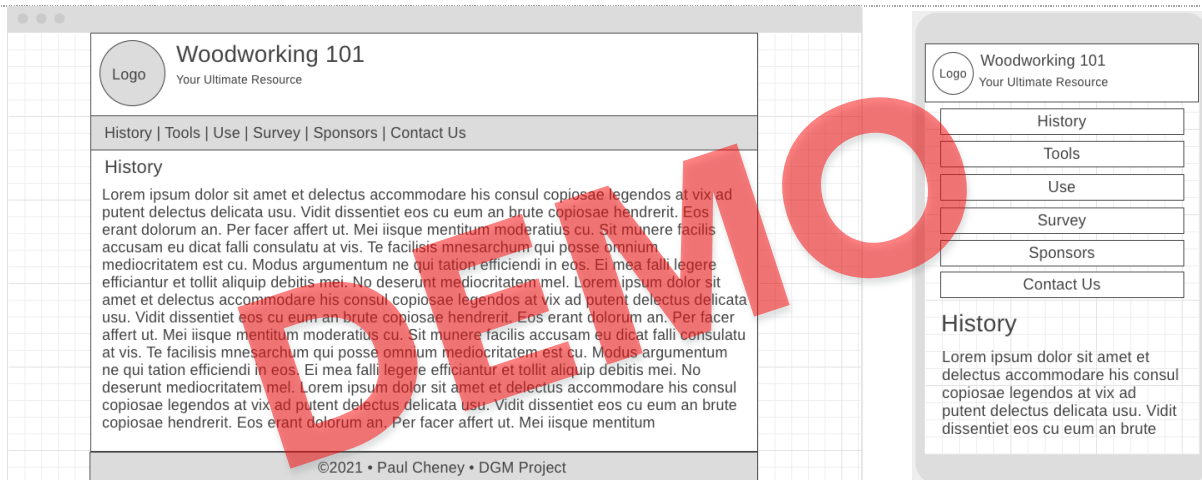 Logo
Woodworking 101
Your Ultimate Resource
History | Tools | Use | Survey | Sponsors | Contact Us
History
Lorem ipsum dolor sit amet et delectus accommodare his consul copiosae legendos at vix ad
putent delectus delicata usu. Vidit dissentiet eos cu eum an brute copiosae hendrerit. Eos
erant dolorum an. Per facer affert ut. Mei iisque mentitum moderatius cu. Sit munere facilis
accusam eu dicat falli consulatu at vis. Te facilisis mnesarchum qui posse omnium
mediocritatem est cu. Modus argumentum ne qui tation efficiendi in eos. Ei mea falli legere
efficiantur et tollit aliquip debitis mei. No deserunt mediocritatem mel. Lorem ipsum dolor sit
amet et delectus accommodare his consul copiosae legendos at vix ad putent delectus delicata
usu. Vidit dissentiet eos cu eum an brute copiosae hendrerit. Eos erant dolorum an. Per facer
affert ut. Mei iisque mentitum moderatius cu. Sit munere facilis accusam eu dicat falli consulatu
at vis. Te facilisis mnesarchum qui posse omnium mediocritatem est cu. Modus argumentum
ne qui tation efficiendi in eos. Ei mea falli legere efficiantur et tollit aliquip debitis mei. No
deserunt mediocritatem mel. Lorem ipsum dolor sit amet et delectus accommodare his consul
copiosae legendos at vix ad putent delectus delicata usu. Vidit dissentiet eos cu eum an brute
copiosae hendrerit. Eos erant dolorum an. Per facer affert ut. Mei iisque mentitum
©2021 • Paul Cheney • DGM Project
DEMO
Logo
Woodworking 101
Your Ultimate Resource
History
Tools
Use
Survey
Sponsors
Contact Us
History
Lorem ipsum dolor sit amet et
delectus accommodare his consul
copiosae legendos at vix ad
putent delectus delicata usu. Vidit
dissentiet eos cu eum an brute